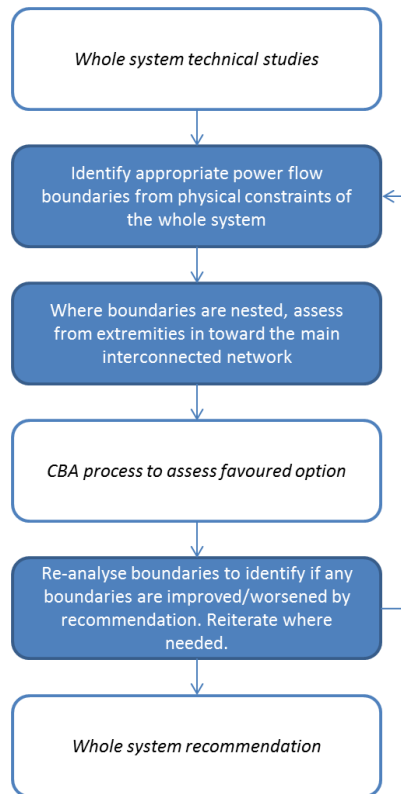 Whole system technical studies
Identify appropriate power flow
boundaries from physical constraints of
the whole system
Where boundaries are nested, assess
from extremities in toward the main
interconnected network
CBA process to assess favoured option
Re-analyse boundaries to identify if any
boundaries are improved/worsened by
recommendation. Reiterate where
needed.
Whole system recommendation